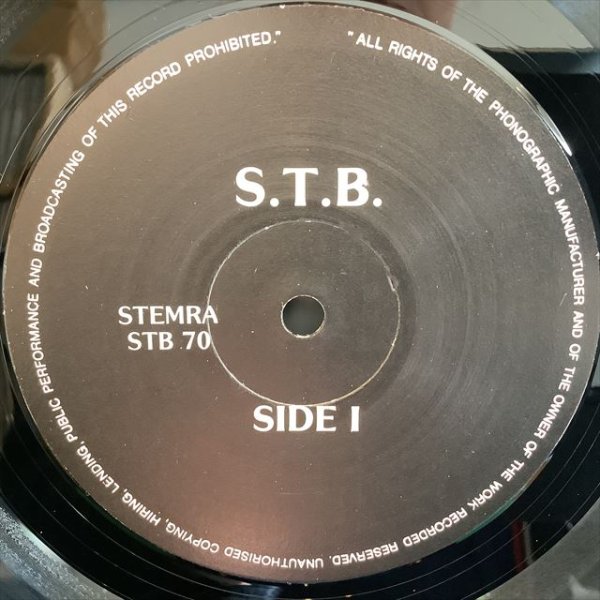 "ALL RIGHTS OF THE PHONOGRAPHIC MANUFACTURER AND OF THE OWNER OF THE WORK RECORDED RESERVED. UNAUTHORISED COPYING, HIRING, LENDING, PUBLIC PERFORMANCE AND BROADCASTING OF THIS RECORD PROHIBITED."
S.T.B.
STEMRA
STB 70
SIDE I